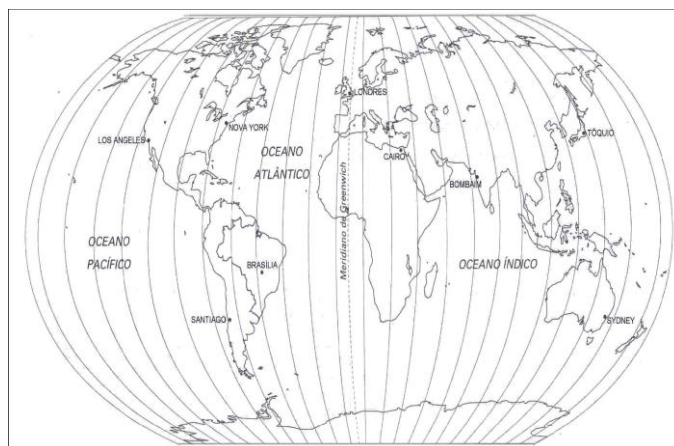 LONDRES
NOVA YORK
LOS ANGELES
TÓQUIO
OCEANO
ATLÂNTICO
CAIRO
BOMBAIM
Meridiano de Greenwich
OCEANO
PACÍFICO
BRASÍLIA
OCEANO ÍNDICO
SANTIAGO
SYDNEY